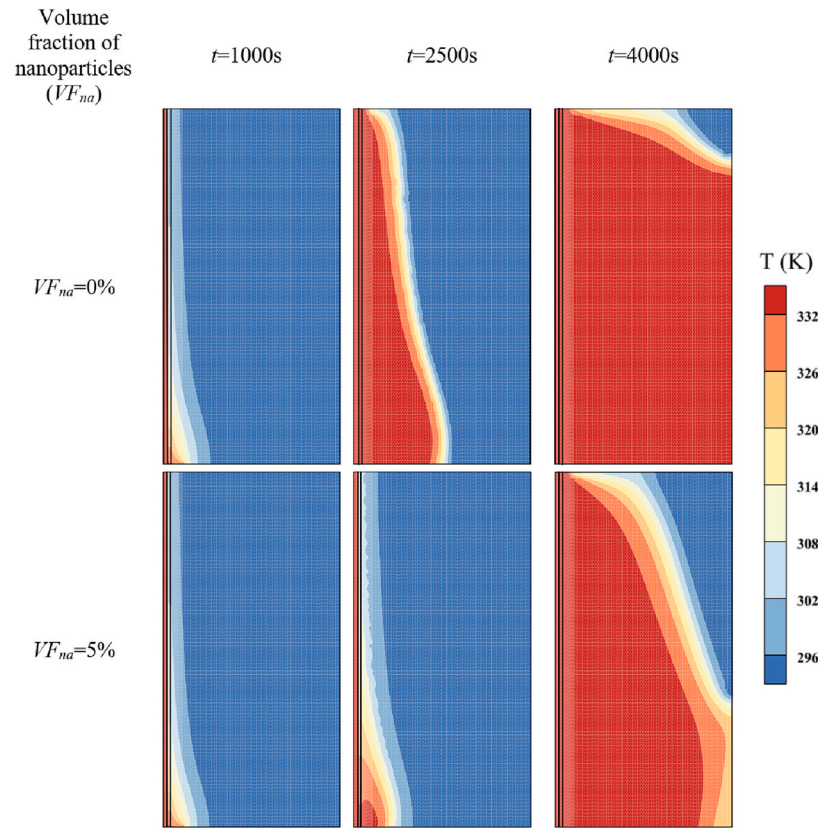 Volume
fraction of
nanoparticles
(VFna)
t=1000s
t=2500s
t=4000s
VFna=0%
VFna=5%
T (K)
332
326
320
314
308
302
296